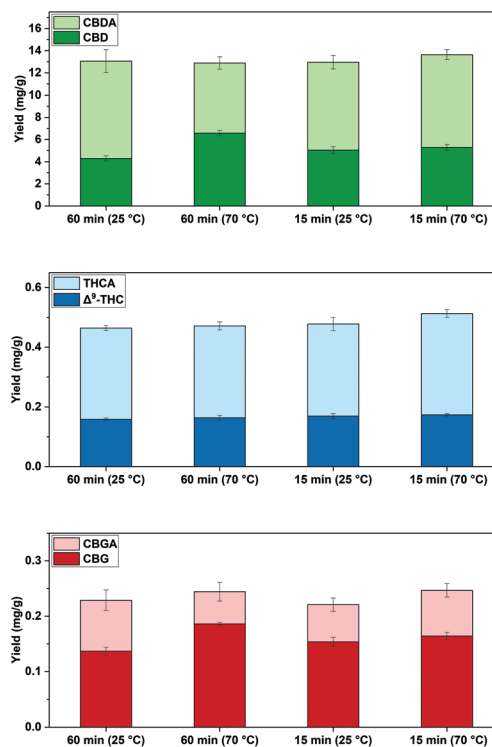 CBDA
CBD
Yield (mg/g)
16
14
12
10
8
6
4
2
0
60 min (25 °C) 60 min (70 °C) 15 min (25 °C) 15 min (70 °C)
THCA
Δ⁹-THC
Yield (mg/g)
0.6
0.4
0.2
0.0
60 min (25 °C) 60 min (70 °C) 15 min (25 °C) 15 min (70 °C)
CBGA
CBG
Yield (mg/g)
0.3
0.2
0.1
0.0
60 min (25 °C) 60 min (70 °C) 15 min (25 °C) 15 min (70 °C)